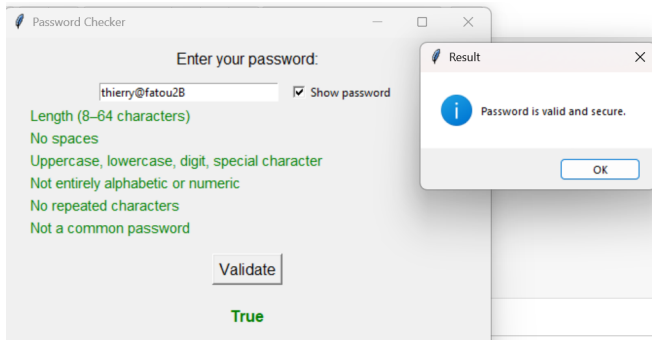 Password Checker
Enter your password:
thierry@fatou2B
Show password
Length (8–64 characters)
No spaces
Uppercase, lowercase, digit, special character
Not entirely alphabetic or numeric
No repeated characters
Not a common password
Validate
True
Result
Password is valid and secure.
OK